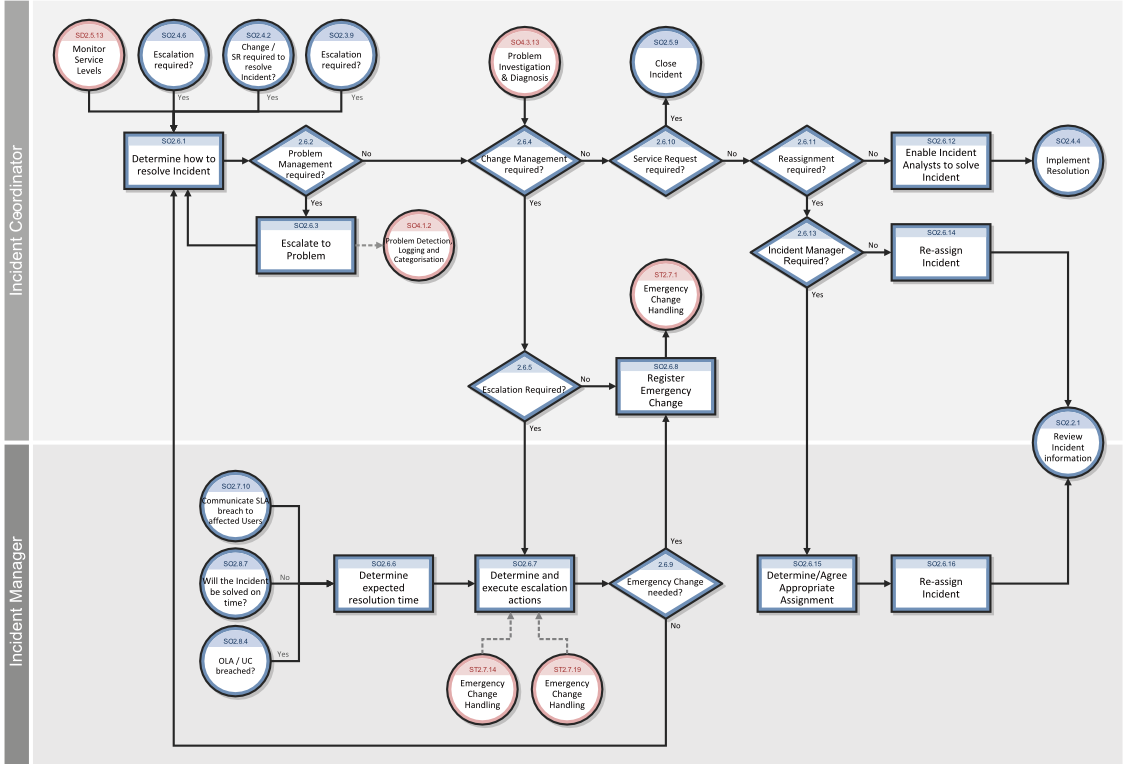 Incident Coordinator
SD2.5.13
Monitor
Service
Levels
SO2.4.6
Escalation
required?
Yes
SO2.4.2
Change /
SR required to
resolve
Incident?
Yes
SO2.3.9
Escalation
required?
Yes
SO4.3.13
Problem
Investigation
& Diagnosis
SO2.5.9
Close
Incident
Yes
SO2.6.1
Determine how to
resolve Incident
2.6.2
Problem
Management
required?
No
Yes
2.6.4
Change Management
required?
No
Yes
2.6.10
Service Request
required?
No
2.6.11
Reassignment
required?
No
Yes
SO2.6.12
Enable Incident
Analysts to solve
Incident
SO2.4.4
Implement
Resolution
SO2.6.3
Escalate to
Problem
SO4.1.2
Problem Detection,
Logging and
Categorisation
2.6.13
Incident Manager
Required?
No
Yes
SO2.6.14
Re-assign
Incident
ST2.7.1
Emergency
Change
Handling
2.6.5
Escalation Required?
No
Yes
SO2.6.8
Register
Emergency
Change
SO2.2.1
Review
Incident
information
Incident Manager
SO2.7.10
Communicate SLA
breach to
affected Users
SO2.8.7
Will the Incident
be solved on
time?
No
SO2.8.4
OLA / UC
breached?
Yes
SO2.6.6
Determine
expected
resolution time
SO2.6.7
Determine and
execute escalation
actions
Yes
2.6.9
Emergency Change
needed?
No
SO2.6.15
Determine/Agree
Appropriate
Assignment
SO2.6.16
Re-assign
Incident
ST2.7.14
Emergency
Change
Handling
ST2.7.19
Emergency
Change
Handling